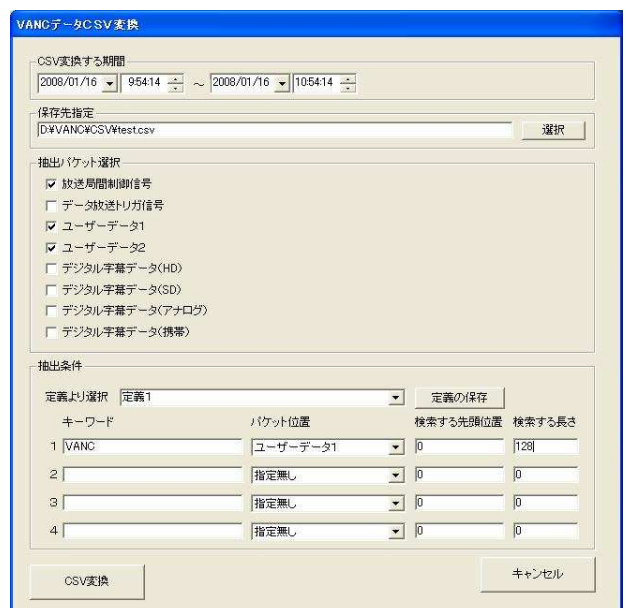 VANCデータCSV変換
CSV変換する期間
2008/01/16 9:54:14 ～ 2008/01/16 10:54:14
保存先指定
D:¥VANC¥CSV¥test.csv 選択
抽出パケット選択
放送局間制御信号
データ放送トリガ信号
ユーザーデータ1
ユーザーデータ2
デジタル字幕データ(HD)
デジタル字幕データ(SD)
デジタル字幕データ(アナログ)
デジタル字幕データ(携帯)
抽出条件
定義より選択 定義1 定義の保存
キーワード パケット位置 検索する先頭位置 検索する長さ
1 VANC ユーザーデータ1 0 128
2 指定無し 0 0
3 指定無し 0 0
4 指定無し 0 0
CSV変換 キャンセル